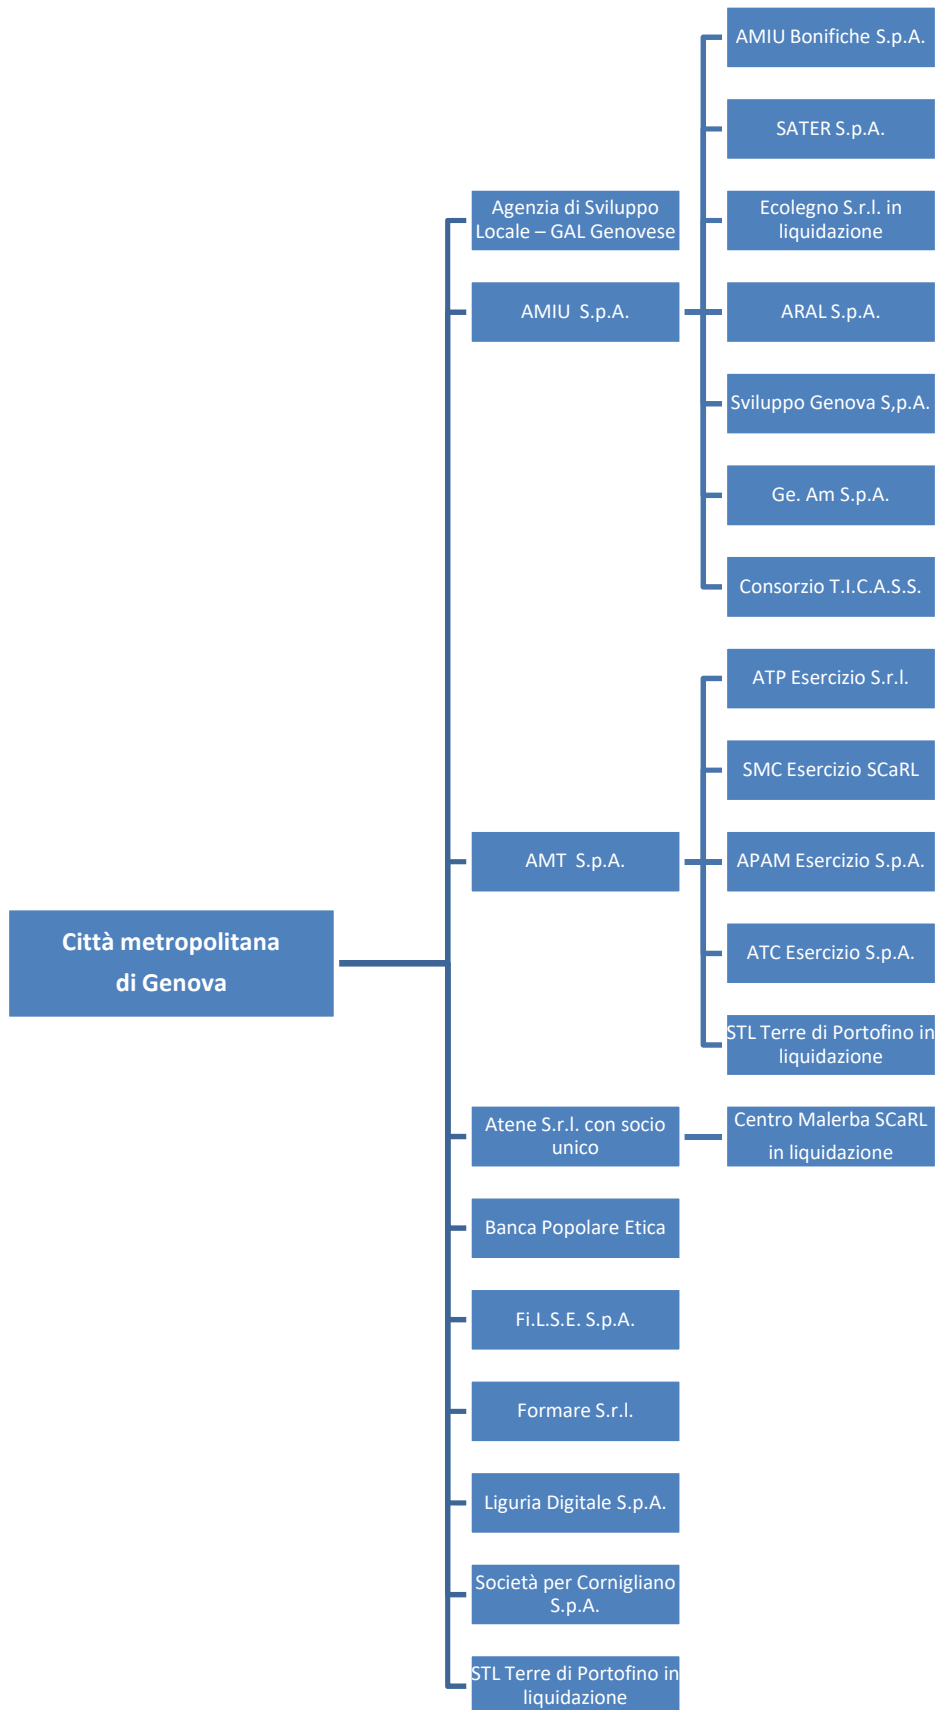 AMIU Bonifiche S.p.A.
SATER S.p.A.
Agenzia di Sviluppo
Locale – GAL Genovese
Ecolegno S.r.l. in
liquidazione
AMIU  S.p.A.
ARAL S.p.A.
Sviluppo Genova S,p.A.
Ge. Am S.p.A.
Consorzio T.I.C.A.S.S.
ATP Esercizio S.r.l.
SMC Esercizio SCaRL
AMT  S.p.A.
APAM Esercizio S.p.A.
Città metropolitana
di Genova
ATC Esercizio S.p.A.
STL Terre di Portofino in
liquidazione
Atene S.r.l. con socio
unico
Centro Malerba SCaRL
in liquidazione
Banca Popolare Etica
Fi.L.S.E. S.p.A.
Formare S.r.l.
Liguria Digitale S.p.A.
Società per Cornigliano
S.p.A.
STL Terre di Portofino in
liquidazione